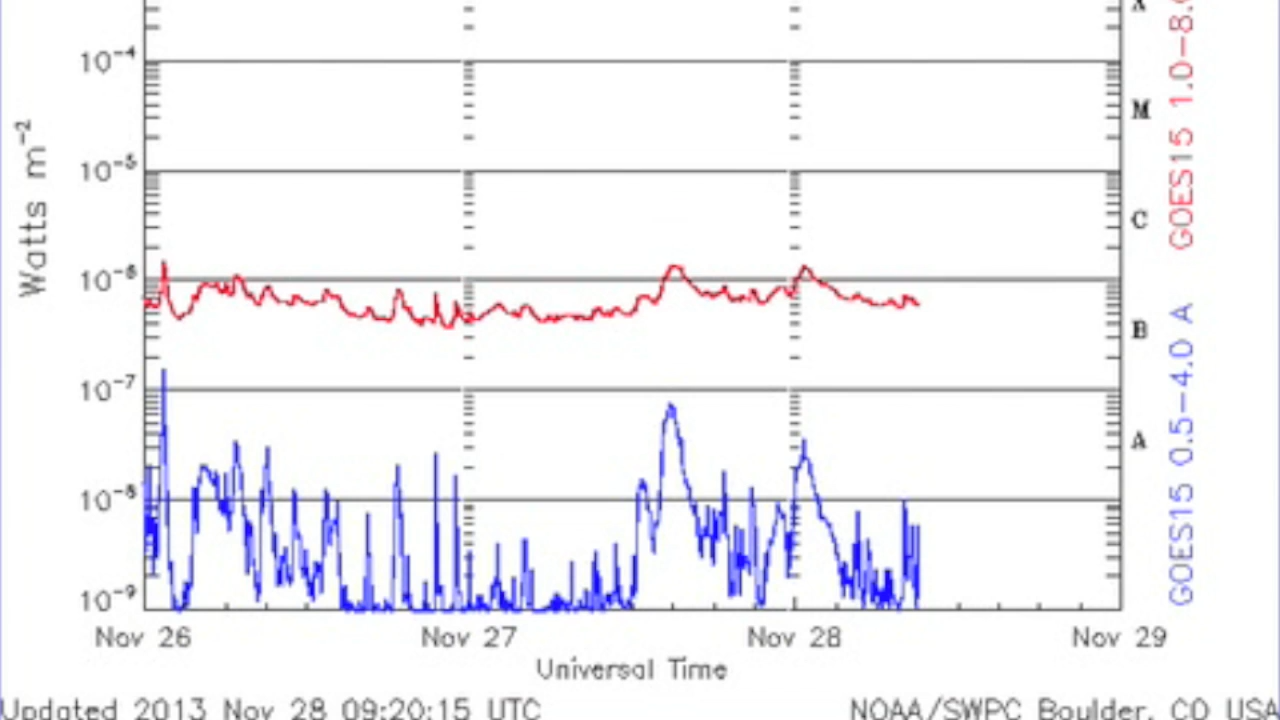 X
10⁻⁴
M
10⁻⁵
C
10⁻⁶
B
10⁻⁷
A
10⁻⁸
10⁻⁹
Watts m⁻²
GOES15 1.0-8.
GOES15 0.5-4.0 A
Nov 26 Nov 27 Nov 28 Nov 29
Universal Time
Updated 2013 Nov 28 09:20:15 UTC NOAA/SWPC Boulder, CO USA